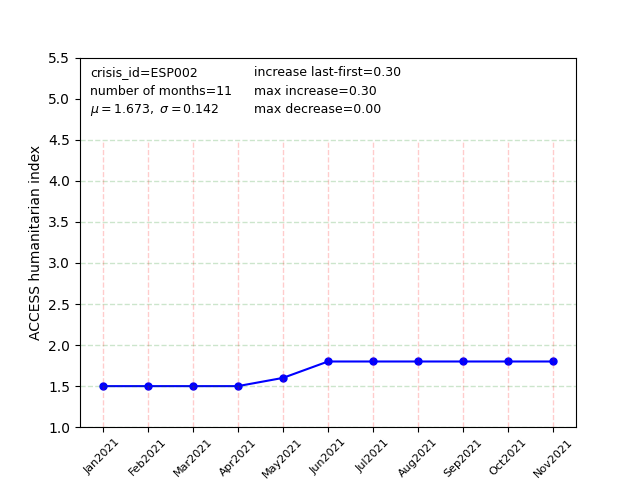 crisis_id=ESP002
number of months=11
μ = 1.673, σ = 0.142
increase last-first=0.30
max increase=0.30
max decrease=0.00
ACCESS humanitarian index
5.5
5.0
4.5
4.0
3.5
3.0
2.5
2.0
1.5
1.0
Jan2021
Feb2021
Mar2021
Apr2021
May2021
Jun2021
Jul2021
Aug2021
Sep2021
Oct2021
Nov2021